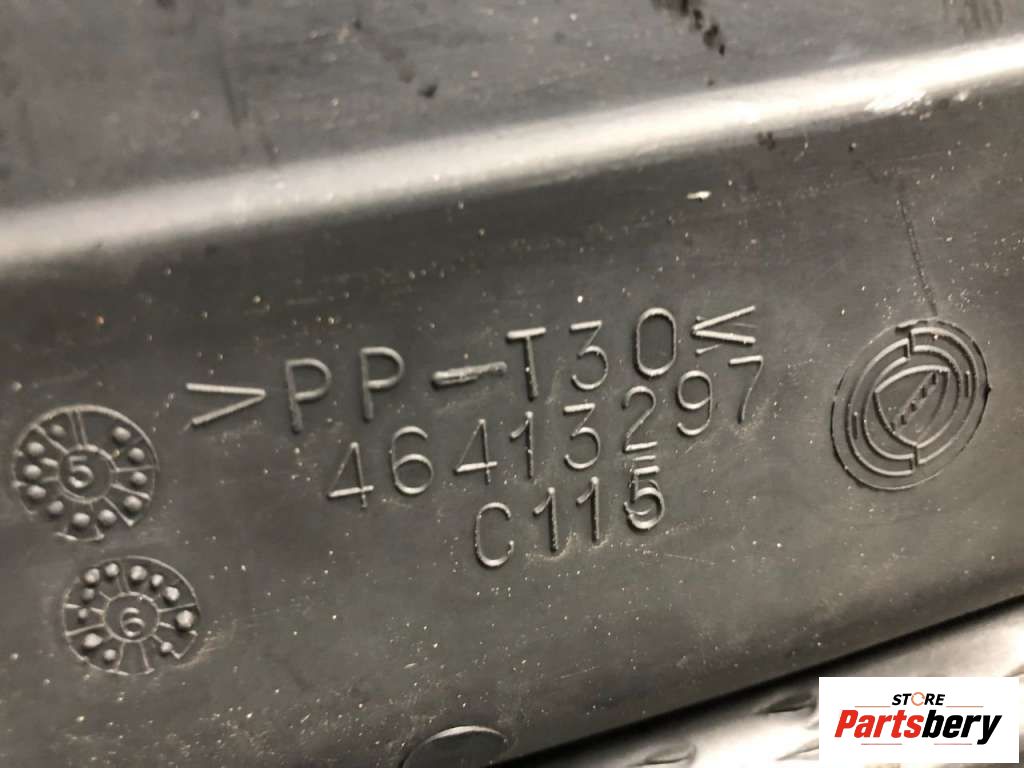 >PP-T30<
46413297
C115
5
6
STORE
Partsbery